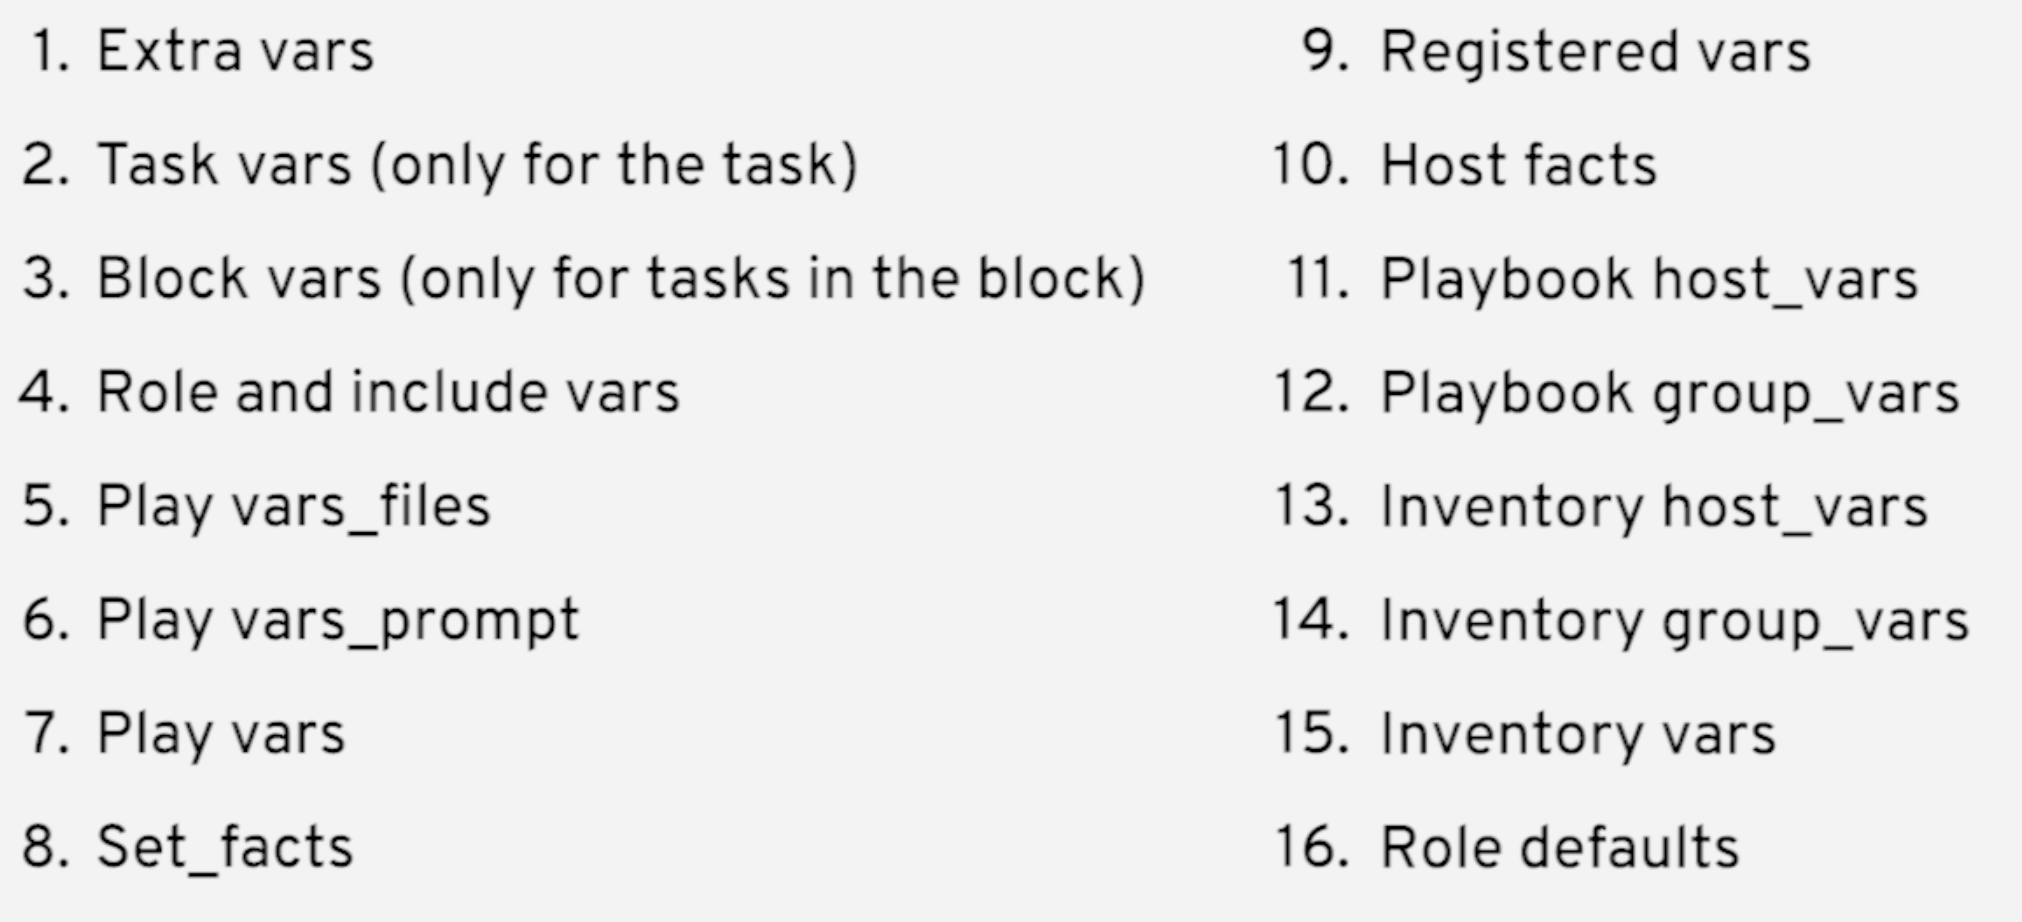 1. Extra vars
2. Task vars (only for the task)
3. Block vars (only for tasks in the block)
4. Role and include vars
5. Play vars_files
6. Play vars_prompt
7. Play vars
8. Set_facts
9. Registered vars
10. Host facts
11. Playbook host_vars
12. Playbook group_vars
13. Inventory host_vars
14. Inventory group_vars
15. Inventory vars
16. Role defaults